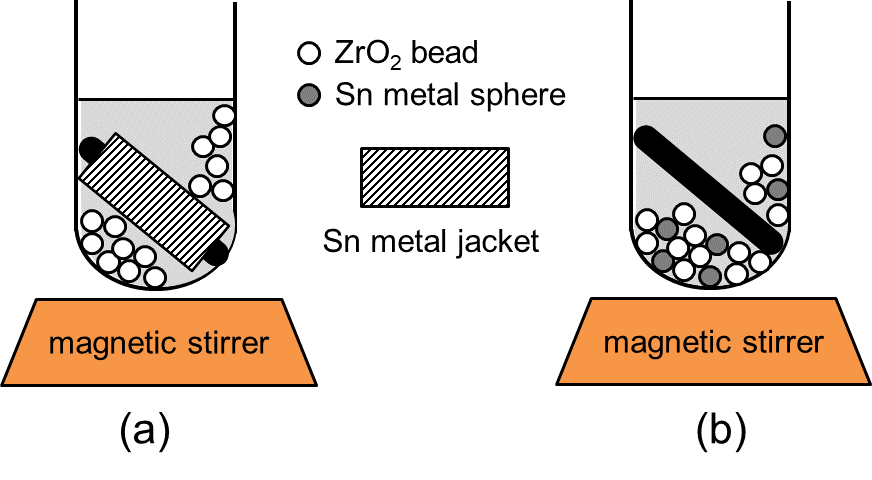 ZrO₂ bead
Sn metal sphere
Sn metal jacket
magnetic stirrer
magnetic stirrer
(a)
(b)